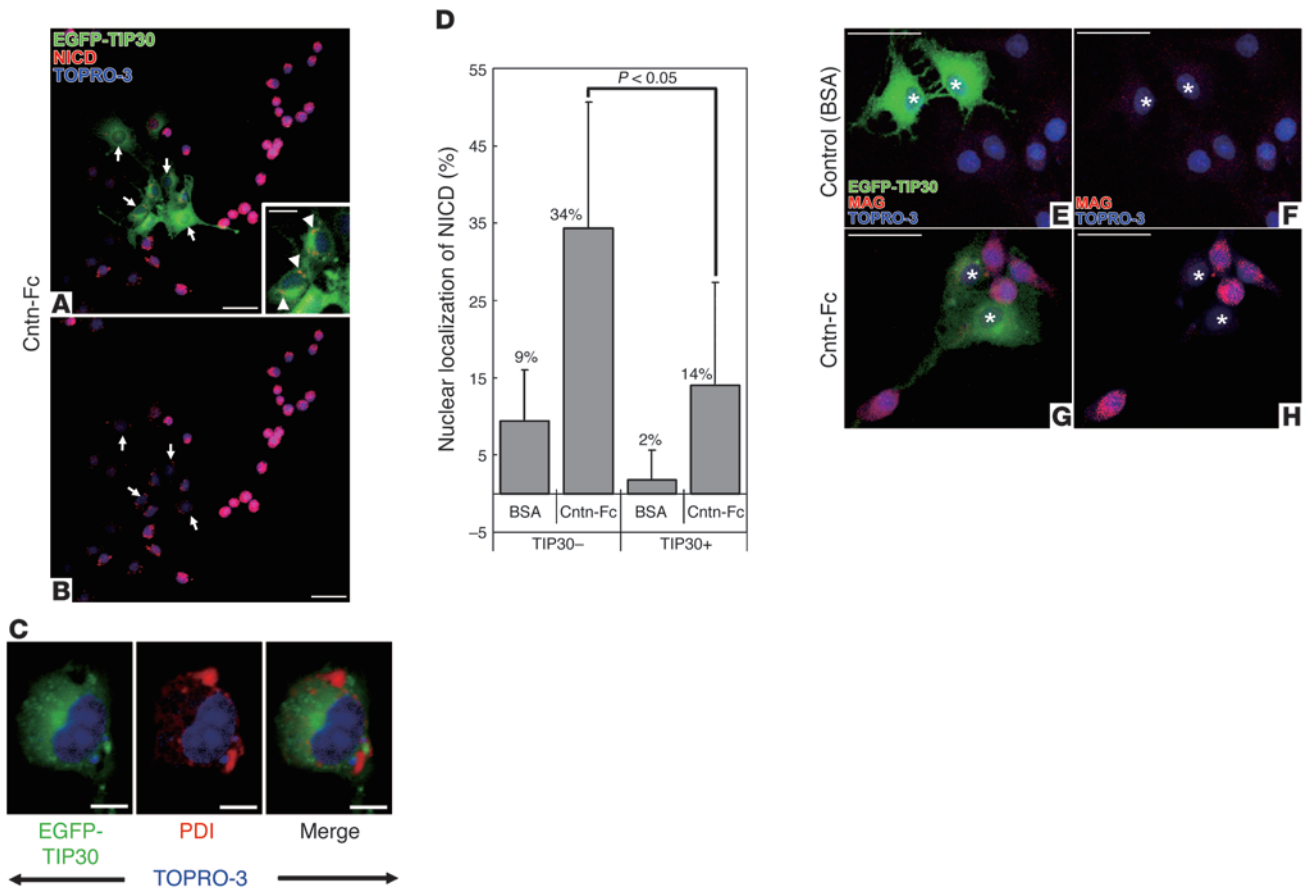 EGFP-TIP30
NICD
TOPRO-3
A
Cntn-Fc
B
C
EGFP-
TIP30
PDI
Merge
TOPRO-3
D
Nuclear localization of NICD (%)
55
45
35
25
15
5
–5
P < 0.05
9%
34%
2%
14%
BSA
Cntn-Fc
BSA
Cntn-Fc
TIP30–
TIP30+
Control (BSA)
EGFP-TIP30
MAG
TOPRO-3
E
MAG
TOPRO-3
F
Cntn-Fc
G
H